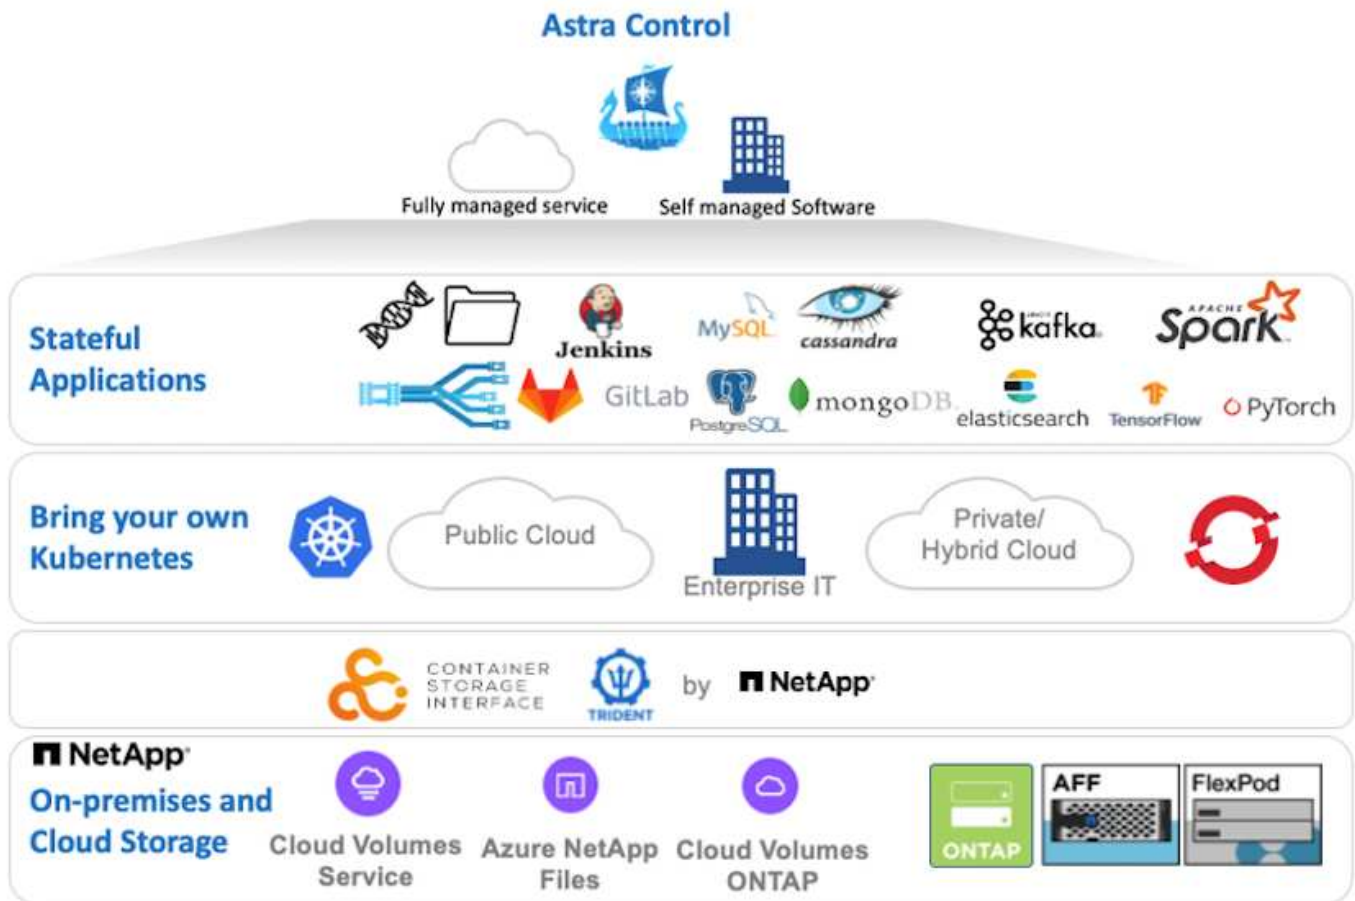 Astra Control
Fully managed service
Self managed Software
Stateful
Applications
Jenkins
MySQL
cassandra
kafka
APACHE
Spark
GitLab
PostgreSQL
mongoDB
elasticsearch
TensorFlow
PyTorch
Bring your own
Kubernetes
Public Cloud
Enterprise IT
Private/
Hybrid Cloud
CONTAINER
STORAGE
INTERFACE
TRIDENT
by
NetApp
NetApp
On-premises and
Cloud Storage
Cloud Volumes
Service
Azure NetApp
Files
Cloud Volumes
ONTAP
ONTAP
AFF
FlexPod